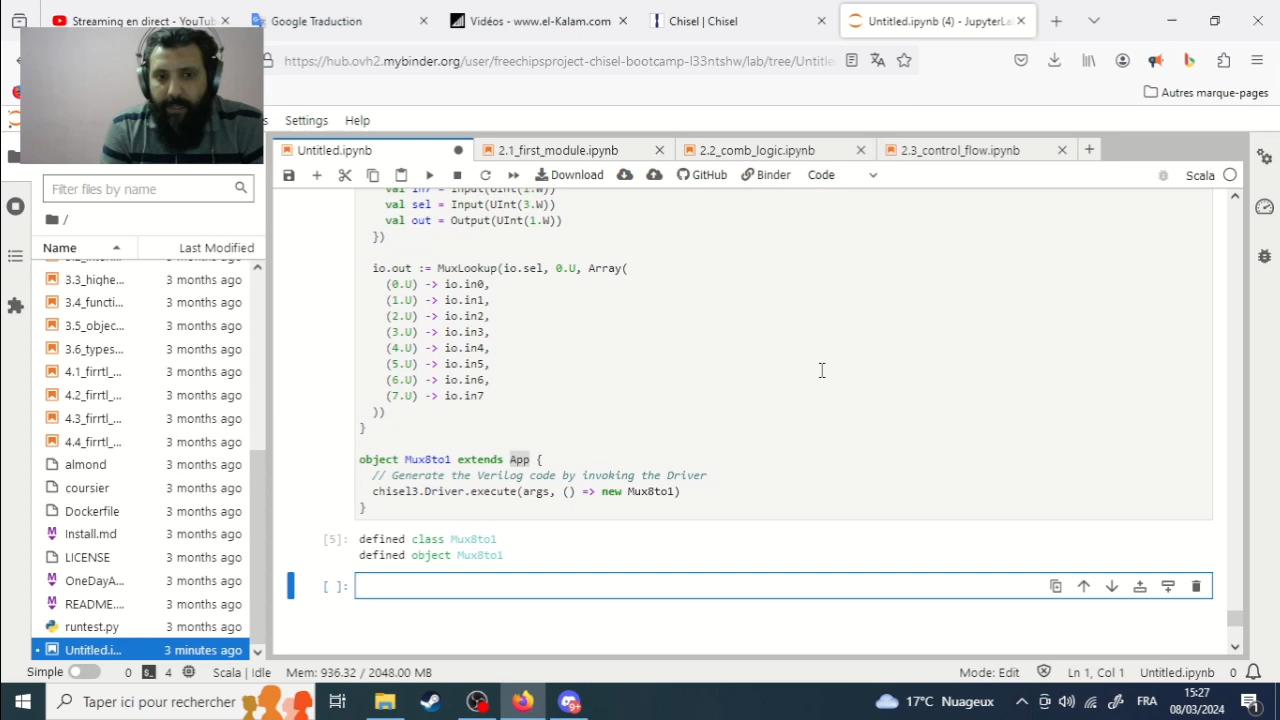 Streaming en direct - YouTub
Google Traduction
Vidéos - www.el-Kalam.com
Chisel | Chisel
Untitled.ipynb (4) - JupyterLa
https://hub.ovh2.mybinder.org/user/freechipsproject-chisel-bootcamp-l33ntshw/lab/tree/Untitle
Autres marque-pages
Settings
Help
Untitled.ipynb
2.1_first_module.ipynb
2.2_comb_logic.ipynb
2.3_control_flow.ipynb
Download
GitHub
Binder
Code
Scala
Filter files by name
/
Name
Last Modified
3.3_highe... 3 months ago
3.4_functi... 3 months ago
3.5_objec... 3 months ago
3.6_types... 3 months ago
4.1_firrtl_... 3 months ago
4.2_firrtl_... 3 months ago
4.3_firrtl_... 3 months ago
4.4_firrtl_... 3 months ago
almond 3 months ago
coursier 3 months ago
Dockerfile 3 months ago
Install.md 3 months ago
LICENSE 3 months ago
OneDayA... 3 months ago
README.... 3 months ago
runtest.py 3 months ago
Untitled.i... 3 minutes ago
val in7 = Input(UInt(1.W))
val sel = Input(UInt(3.W))
val out = Output(UInt(1.W))
})
io.out := MuxLookup(io.sel, 0.U, Array(
(0.U) -> io.in0,
(1.U) -> io.in1,
(2.U) -> io.in2,
(3.U) -> io.in3,
(4.U) -> io.in4,
(5.U) -> io.in5,
(6.U) -> io.in6,
(7.U) -> io.in7
))
}
object Mux8to1 extends App {
// Generate the Verilog code by invoking the Driver
chisel3.Driver.execute(args, () => new Mux8to1)
}
[5]: defined class Mux8to1
defined object Mux8to1
[ ]:
Simple 0 4 Scala | Idle Mem: 936.32 / 2048.00 MB Mode: Edit Ln 1, Col 1 Untitled.ipynb 0
Taper ici pour rechercher
9+
17°C Nuageux
FRA
15:27
08/03/2024
1